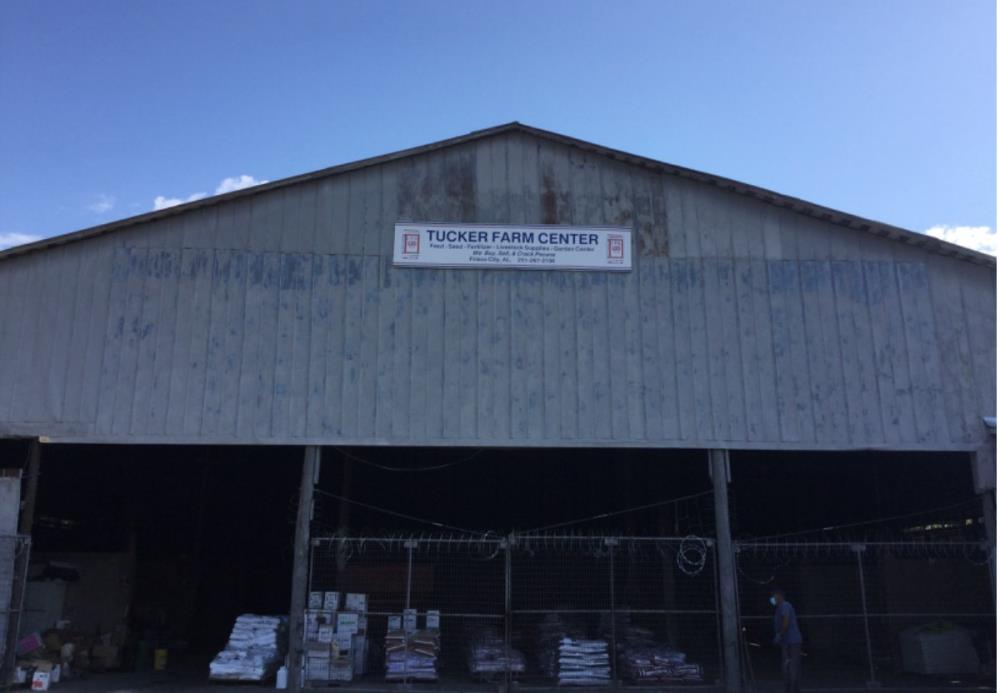 TUCKER FARM CENTER
Feed - Seed - Fertilizer - Livestock Supplies - Garden Center
We Buy, Sell, & Crack Pecans
Frisco City, AL